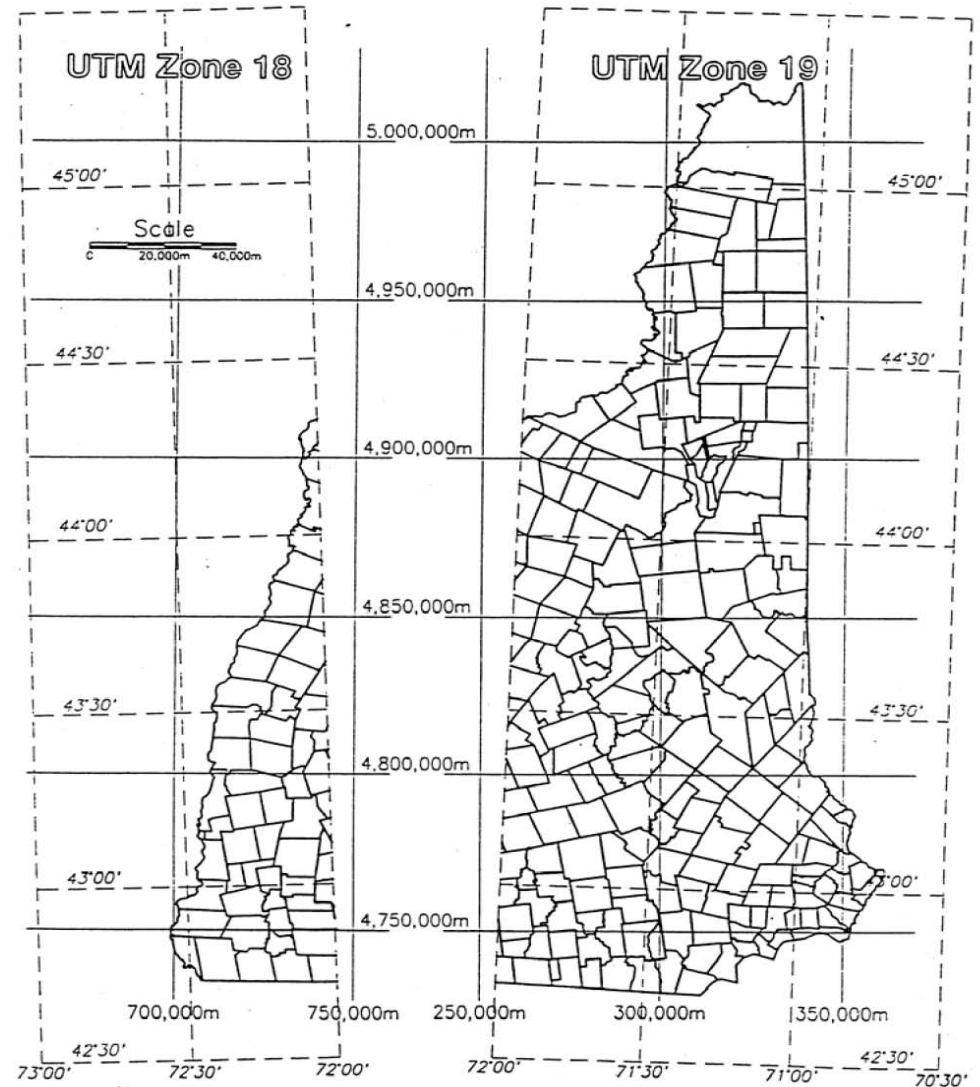 UTM Zone 18 UTM Zone 19
5,000,000m
45°00' 45°00'
Scale
0 20,000m 40,000m
4,950,000m
44°30' 44°30'
4,900,000m
44°00' 44°00'
4,850,000m
43°30' 43°30'
4,800,000m
43°00' 3°00'
4,750,000m
700,000m 750,000m 250,000m 300,000m 350,000m
42°30' 42°30'
73°00' 72°30' 72°00' 72°00' 71°30' 71°00' 70°30'